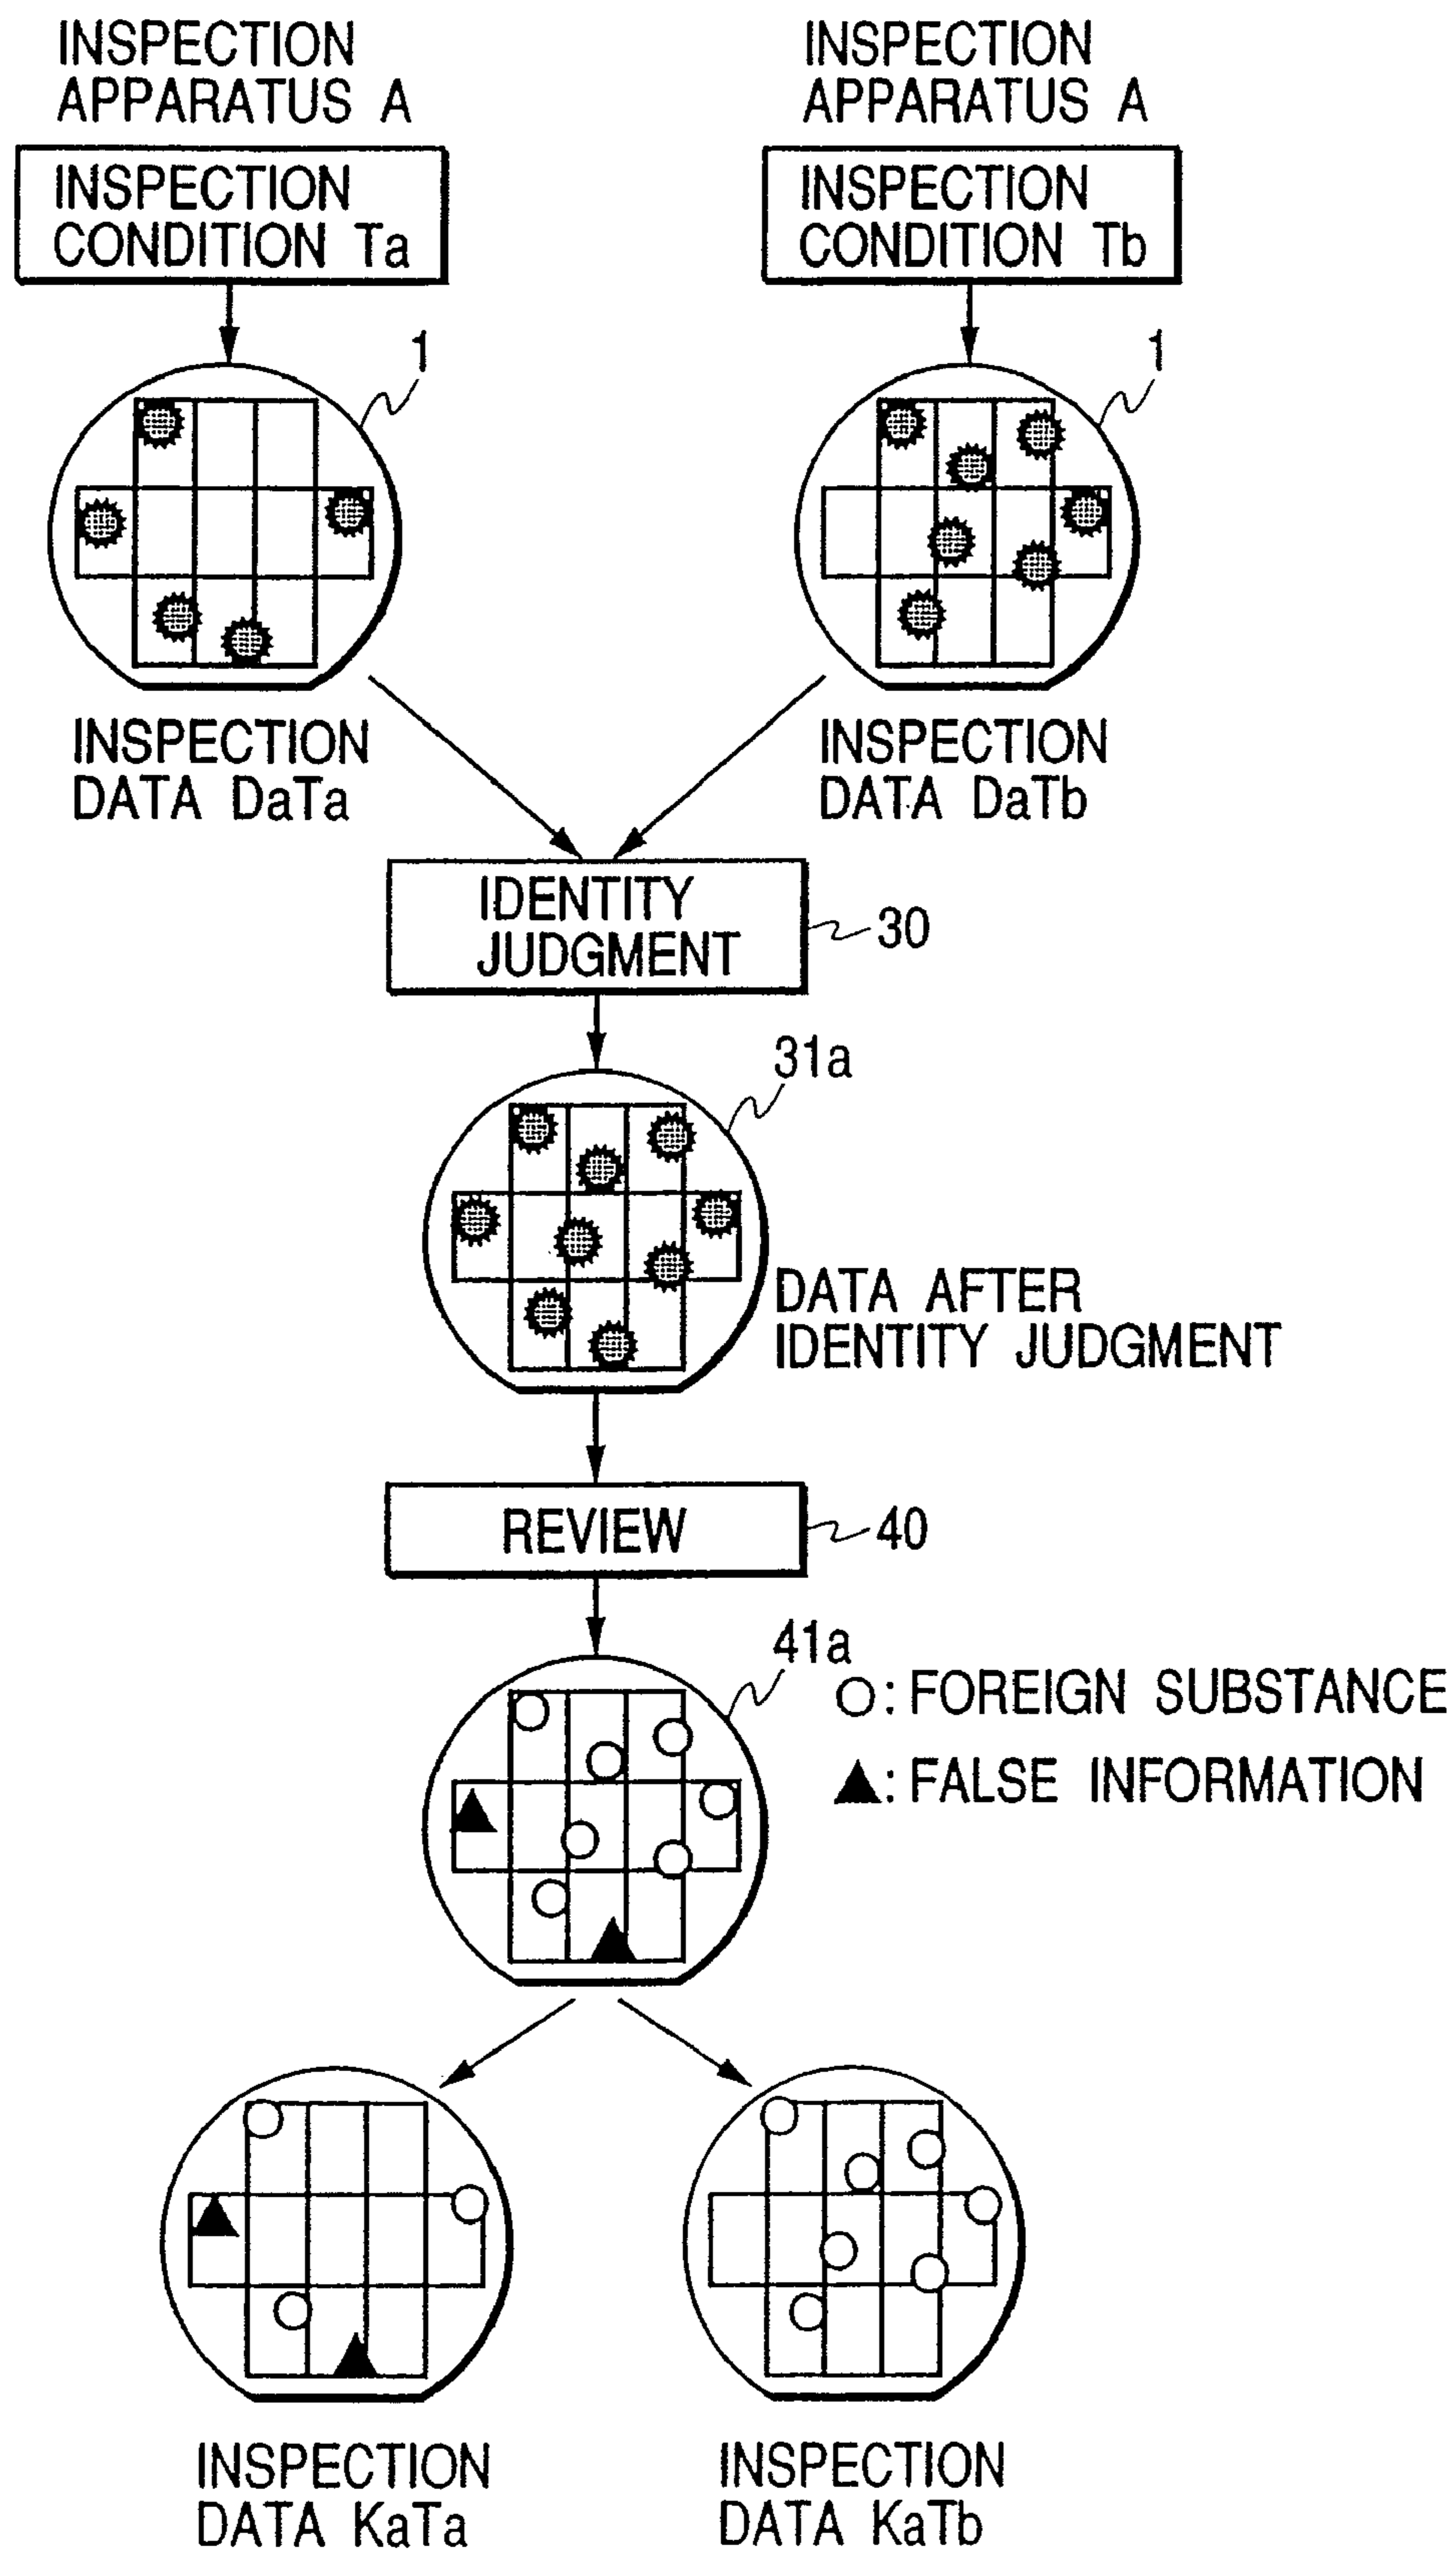 INSPECTION
APPARATUS A
INSPECTION
APPARATUS A
INSPECTION
CONDITION Ta
INSPECTION
CONDITION Tb
1
1
INSPECTION
DATA DaTa
INSPECTION
DATA DaTb
IDENTITY
JUDGMENT
30
31a
DATA AFTER
IDENTITY JUDGMENT
REVIEW
40
41a
○: FOREIGN SUBSTANCE
▲: FALSE INFORMATION
INSPECTION
DATA KaTa
INSPECTION
DATA KaTb